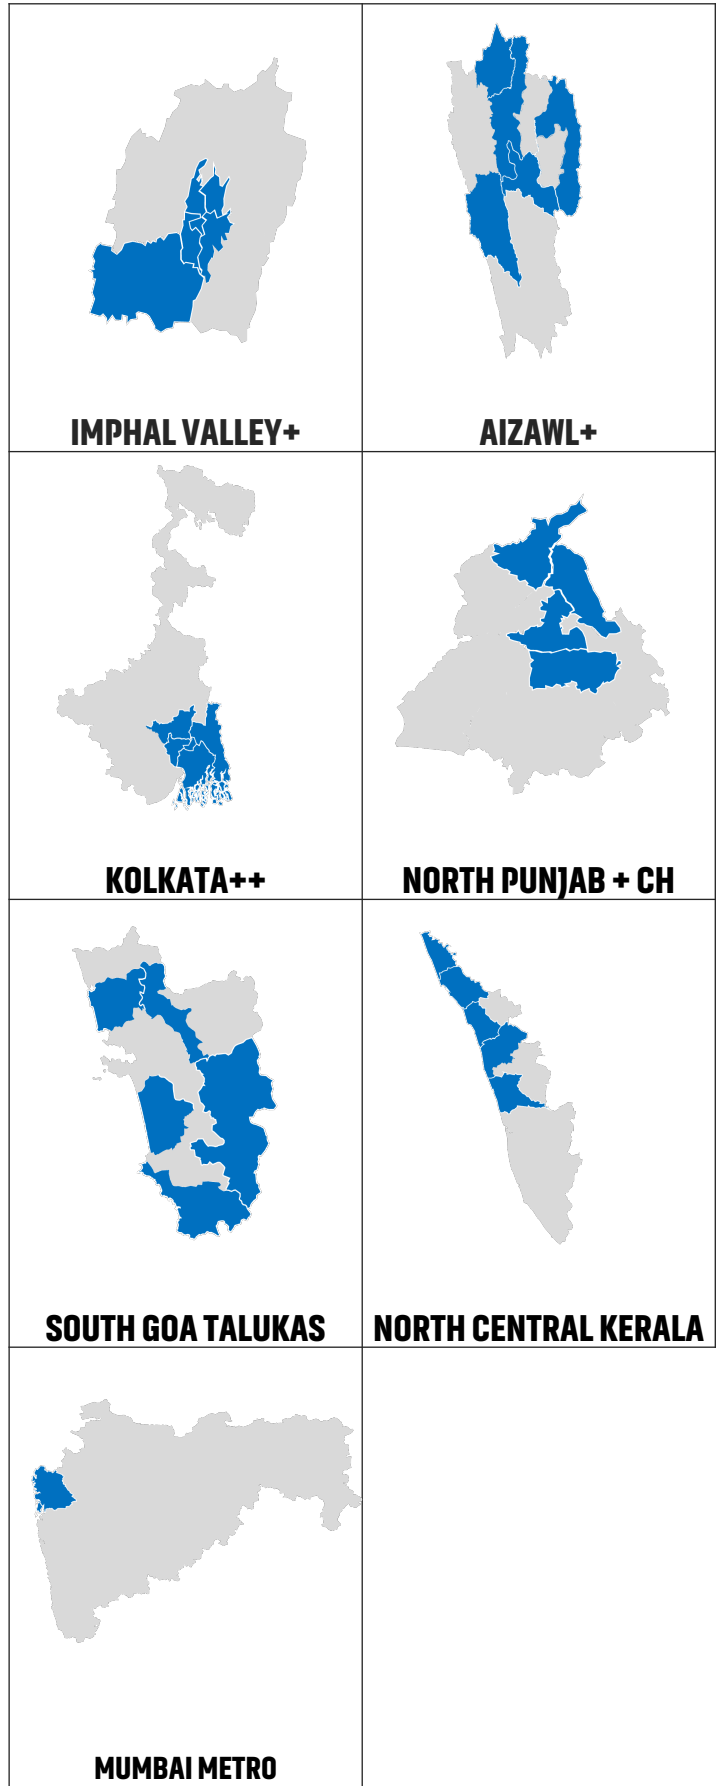 IMPHAL VALLEY+
AIZAWL+
KOLKATA++
NORTH PUNJAB + CH
SOUTH GOA TALUKAS
NORTH CENTRAL KERALA
MUMBAI METRO